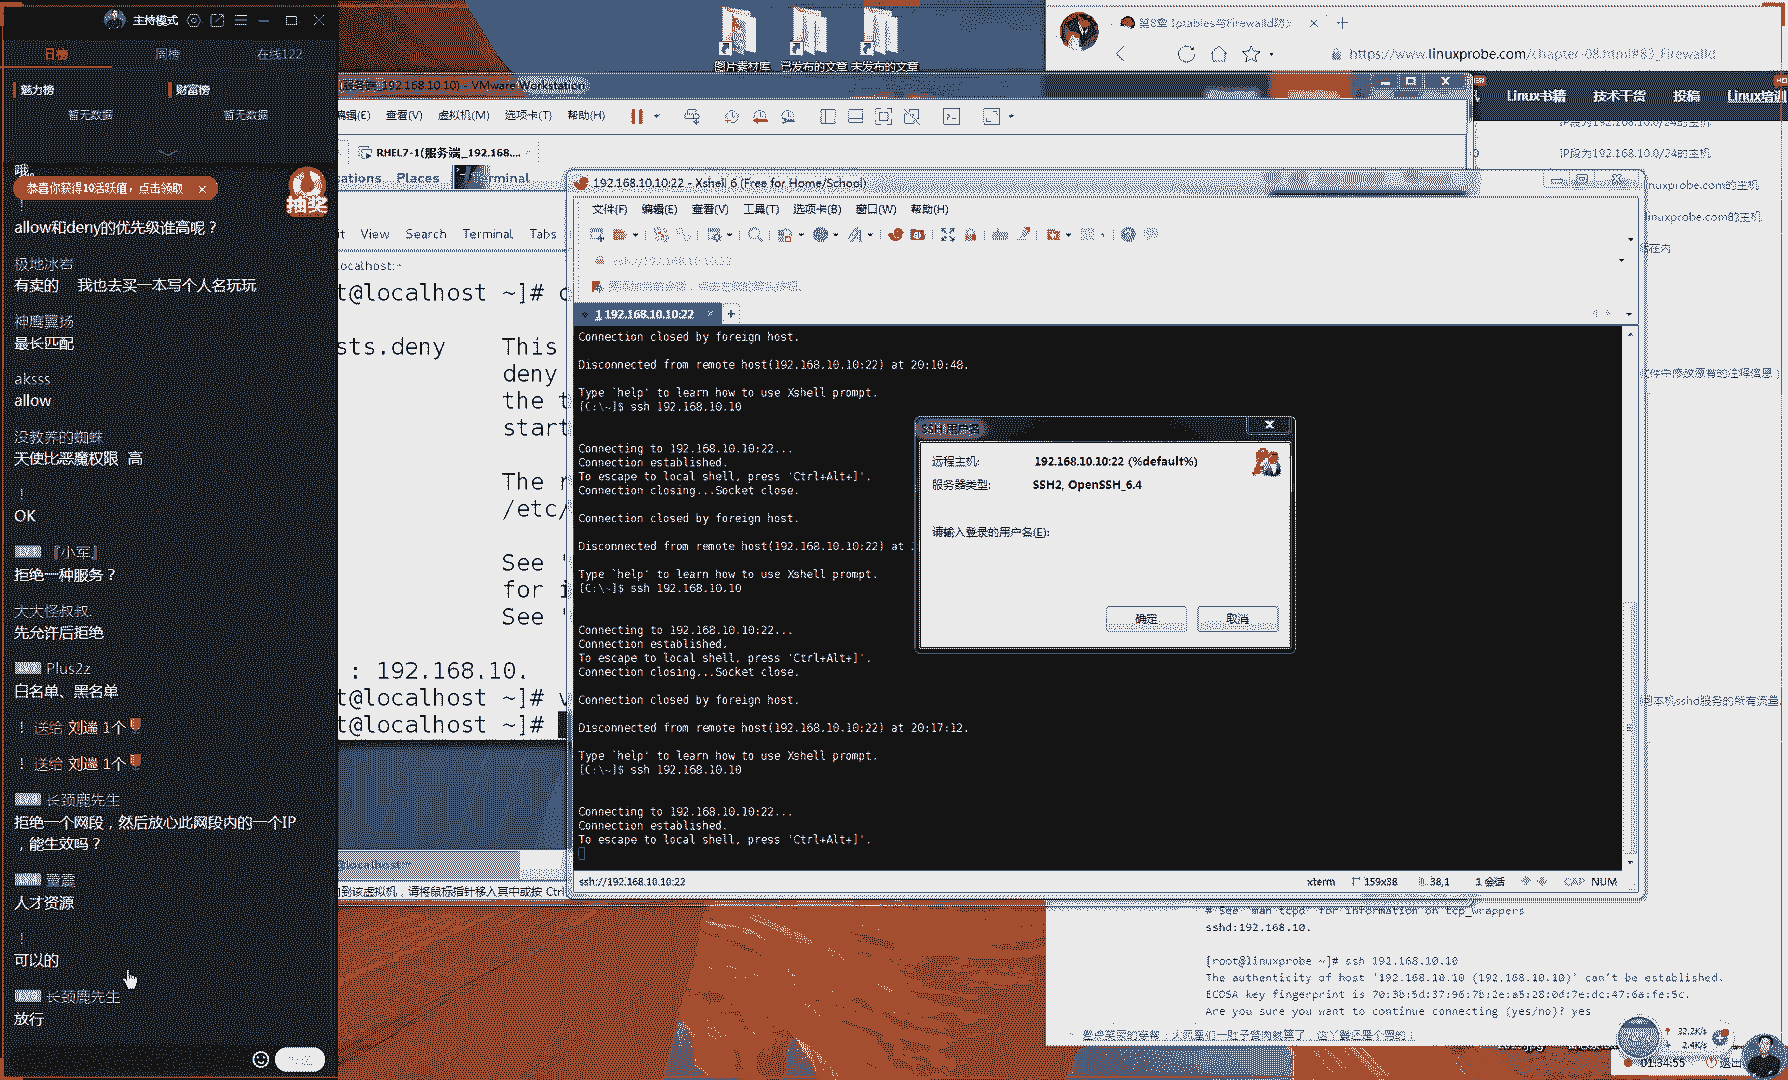 主持模式
日榜
周榜
在线122
魅力榜
财富榜
暂无数据
暂无数据
哦。
恭喜你获得10活跃值，点击领取
抽奖
！
allow和deny的优先级谁高呢？
极地冰岩
有卖的 我也去买一本写个人名玩玩
神鹰翼扬
最长匹配
aksss
allow
没教养的蜘蛛
天使比恶魔权限 高
！
OK
『小军』
拒绝一种服务？
大大怪叔叔.
先允许后拒绝
Plus2z
白名单、黑名单
！ 送给 刘遄 1个
！ 送给 刘遄 1个
长颈鹿先生
拒绝一个网段，然后放心此网段内的一个IP
，能生效吗？
人才资源
！
可以的
长颈鹿先生
放行
图片素材库
已发布的文章
未发布的文章
192.168.10.10) - VMware Workstation
编辑(E) 查看(V) 虚拟机(M) 选项卡(T) 帮助(H)
RHEL7-1(服务端_192.168....
ations Places Terminal
it View Search Terminal Tabs
ocalhost:~
t@localhost ~]# c
sts.deny This
deny
the t
start
The r
/etc/
See '
for i
See '
: 192.168.10.
t@localhost ~]# v
t@localhost ~]#
localhost:~
到该虚拟机，请将鼠标指针移入其中或按 Ctrl
192.168.10.10:22 - Xshell 6 (Free for Home/School)
文件(F) 编辑(E) 查看(V) 工具(T) 选项卡(B) 窗口(W) 帮助(H)
ssh://192.168.10.10:22
1 192.168.10.10:22
Connection closed by foreign host.
Disconnected from remote host(192.168.10.10:22) at 20:10:48.
Type `help' to learn how to use Xshell prompt.
[C:\~]$ ssh 192.168.10.10
Connecting to 192.168.10.10:22...
Connection established.
To escape to local shell, press 'Ctrl+Alt+]'.
Connection closing...Socket close.
Connection closed by foreign host.
Disconnected from remote host(192.168.10.10:22) at
Type `help' to learn how to use Xshell prompt.
[C:\~]$ ssh 192.168.10.10
Connecting to 192.168.10.10:22...
Connection established.
To escape to local shell, press 'Ctrl+Alt+]'.
Connection closing...Socket close.
Connection closed by foreign host.
Disconnected from remote host(192.168.10.10:22) at 20:17:12.
Type `help' to learn how to use Xshell prompt.
[C:\~]$ ssh 192.168.10.10
Connecting to 192.168.10.10:22...
Connection established.
To escape to local shell, press 'Ctrl+Alt+]'.
ssh://192.168.10.10:22
xterm
159x38
38,1
1 会话
CAP NUM
SSH用户名
远程主机: 192.168.10.10:22 (%default%)
服务器类型: SSH2, OpenSSH_6.4
请输入登录的用户名(E):
确定
取消
第8章 Iptables与Firewalld防
https://www.linuxprobe.com/chapter-08.html#83_Firewalld
Linux书籍 技术干货 投稿 Linux培训
IP段为192.168.10.0/24的主机
IP段为192.168.10.0/24的主机
inuxprobe.com的主机
inuxprobe.com的主机
括在内
问本机sshd服务的所有流量。
# See 'man tcpd' for information on tcp_wrappers
sshd:192.168.10.
[root@linuxprobe ~]# ssh 192.168.10.10
The authenticity of host '192.168.10.10 (192.168.10.10)' can't be established.
ECDSA key fingerprint is 70:3b:5d:37:96:7b:2e:a5:28:0d:7e:dc:47:6a:fe:5c.
Are you sure you want to continue connecting (yes/no)? yes
32.2K/s
2.4K/s
01:34:55
退出